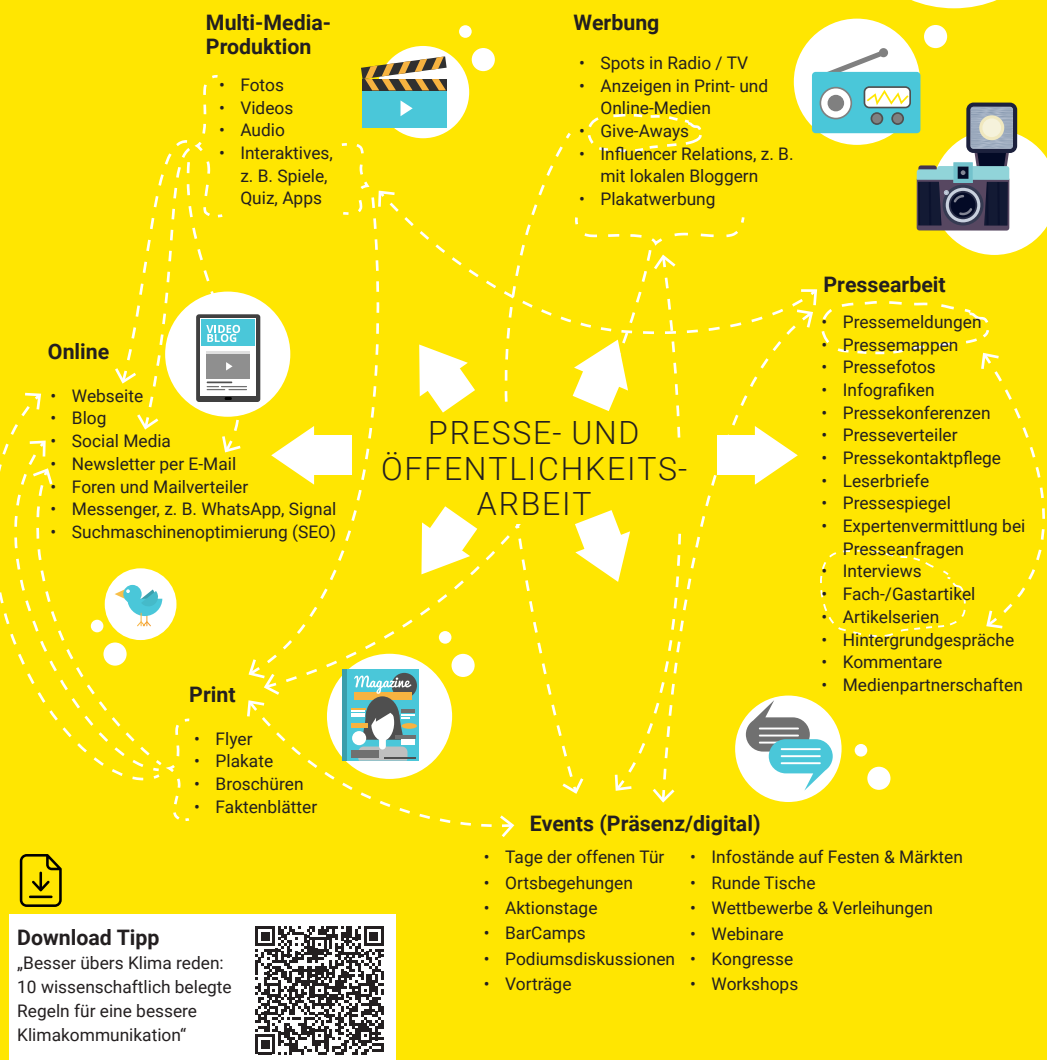 Multi-Media-
Produktion
• Fotos
• Videos
• Audio
• Interaktives,
z. B. Spiele,
Quiz, Apps
Werbung
• Spots in Radio / TV
• Anzeigen in Print- und
Online-Medien
• Give-Aways
• Influencer Relations, z. B.
mit lokalen Bloggern
• Plakatwerbung
Pressearbeit
• Pressemeldungen
• Pressemappen
• Pressefotos
• Infografiken
• Pressekonferenzen
• Presseverteiler
• Pressekontaktpflege
• Leserbriefe
• Pressespiegel
• Expertenvermittlung bei
Presseanfragen
• Interviews
• Fach-/Gastartikel
• Artikelserien
• Hintergrundgespräche
• Kommentare
• Medienpartnerschaften
VIDEO
BLOG
Online
• Webseite
• Blog
• Social Media
• Newsletter per E-Mail
• Foren und Mailverteiler
• Messenger, z. B. WhatsApp, Signal
• Suchmaschinenoptimierung (SEO)
PRESSE- UND
ÖFFENTLICHKEITS-
ARBEIT
Magazine
Print
• Flyer
• Plakate
• Broschüren
• Faktenblätter
Events (Präsenz/digital)
• Tage der offenen Tür
• Ortsbegehungen
• Aktionstage
• BarCamps
• Podiumsdiskussionen
• Vorträge
• Infostände auf Festen & Märkten
• Runde Tische
• Wettbewerbe & Verleihungen
• Webinare
• Kongresse
• Workshops
Download Tipp
„Besser übers Klima reden:
10 wissenschaftlich belegte
Regeln für eine bessere
Klimakommunikation“